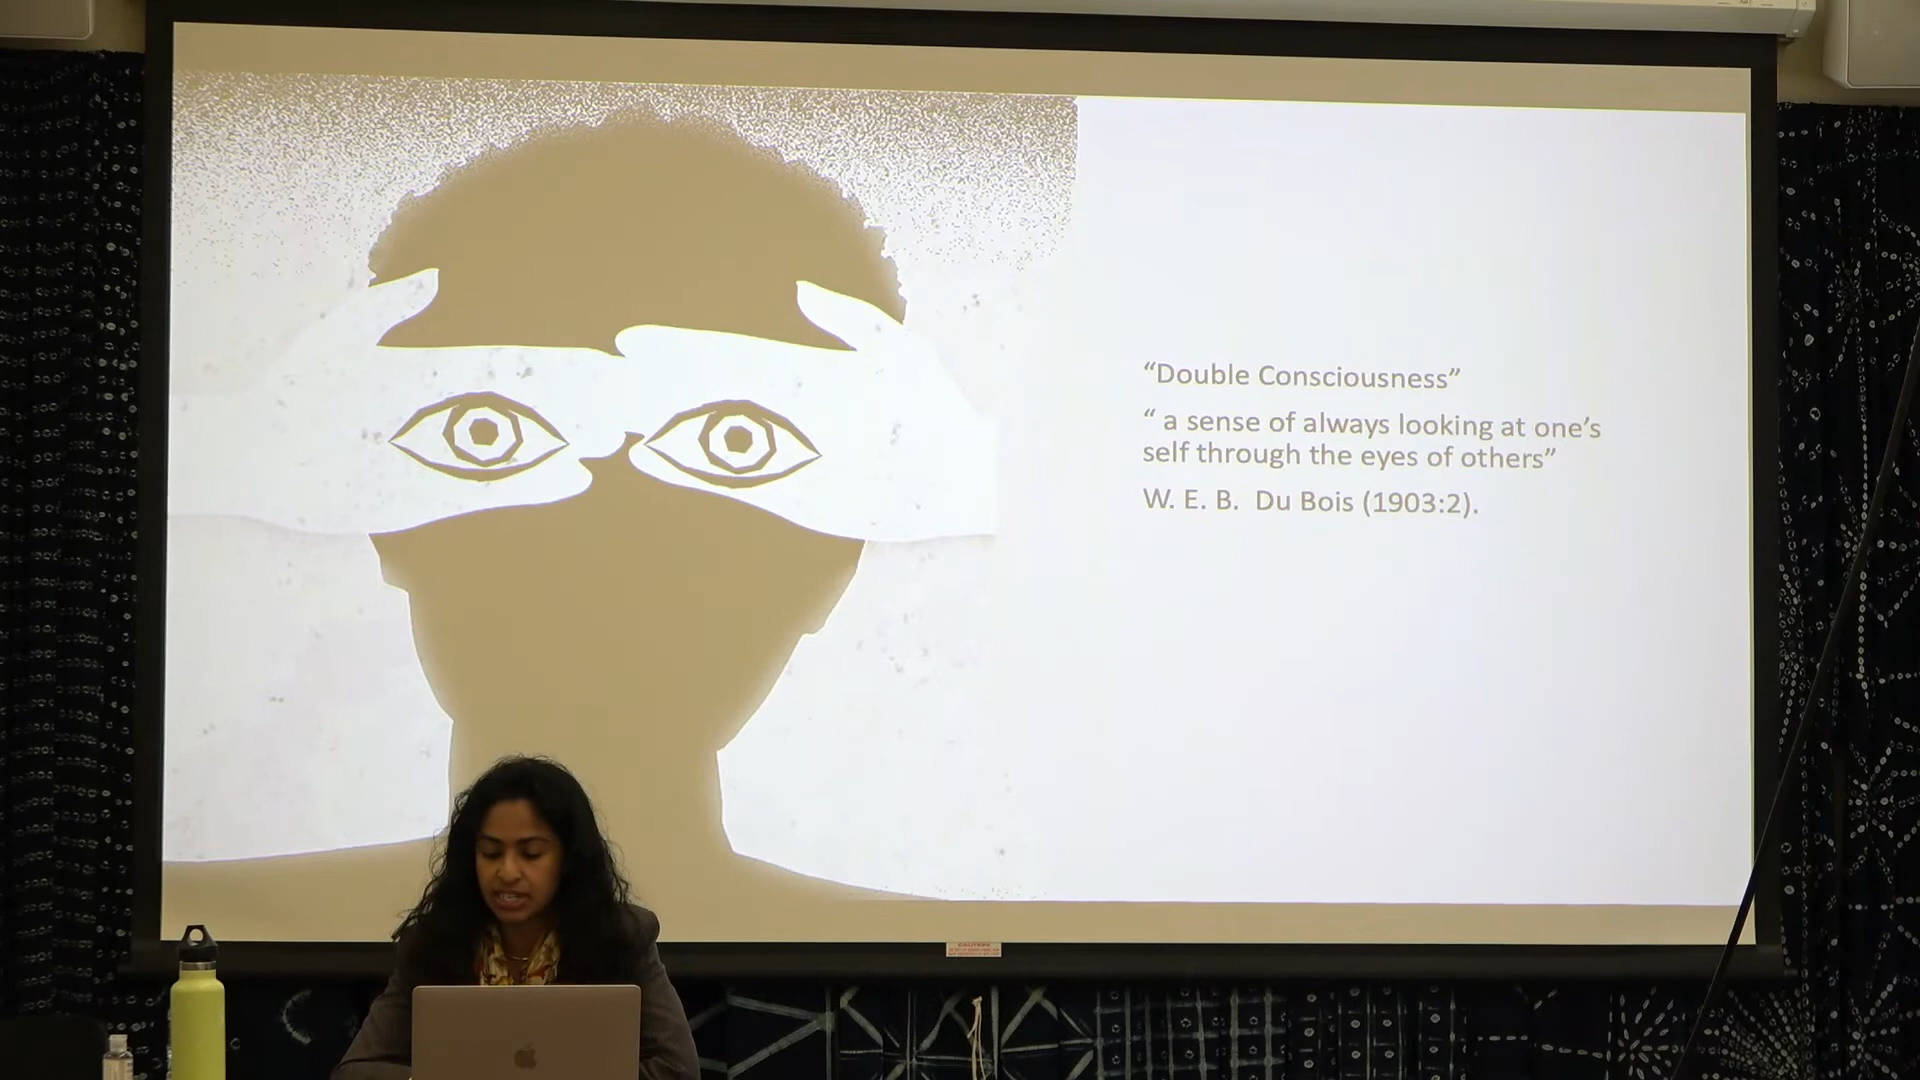 “Double Consciousness”
“ a sense of always looking at one’s
self through the eyes of others”
W. E. B.  Du Bois (1903:2).